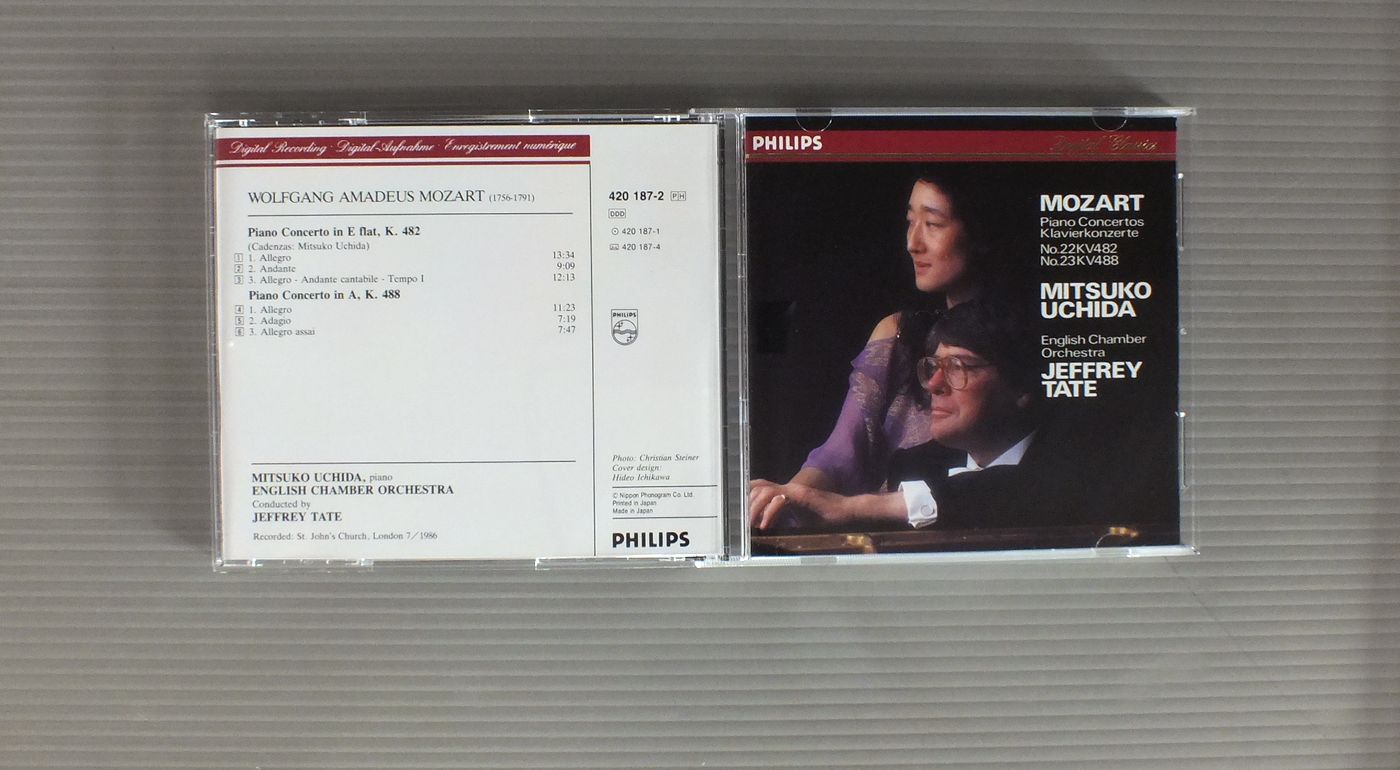 Digital Recording · Digital-Aufnahme · Enregistrement numérique
WOLFGANG AMADEUS MOZART (1756-1791)
Piano Concerto in E flat, K. 482
(Cadenzas: Mitsuko Uchida)
1 1. Allegro 13:34
2 2. Andante 9:09
3 3. Allegro - Andante cantabile - Tempo I 12:13
Piano Concerto in A, K. 488
4 1. Allegro 11:23
5 2. Adagio 7:19
6 3. Allegro assai 7:47
MITSUKO UCHIDA, piano
ENGLISH CHAMBER ORCHESTRA
Conducted by
JEFFREY TATE
Recorded: St. John's Church, London 7/1986
420 187-2 PH
DDD
420 187-1
420 187-4
PHILIPS
Photo: Christian Steiner
Cover design:
Hideo Ichikawa
© Nippon Phonogram Co. Ltd.
Printed in Japan
Made in Japan
PHILIPS
PHILIPS
Digital Classics
MOZART
Piano Concertos
Klavierkonzerte
No.22KV482
No.23KV488
MITSUKO
UCHIDA
English Chamber
Orchestra
JEFFREY
TATE